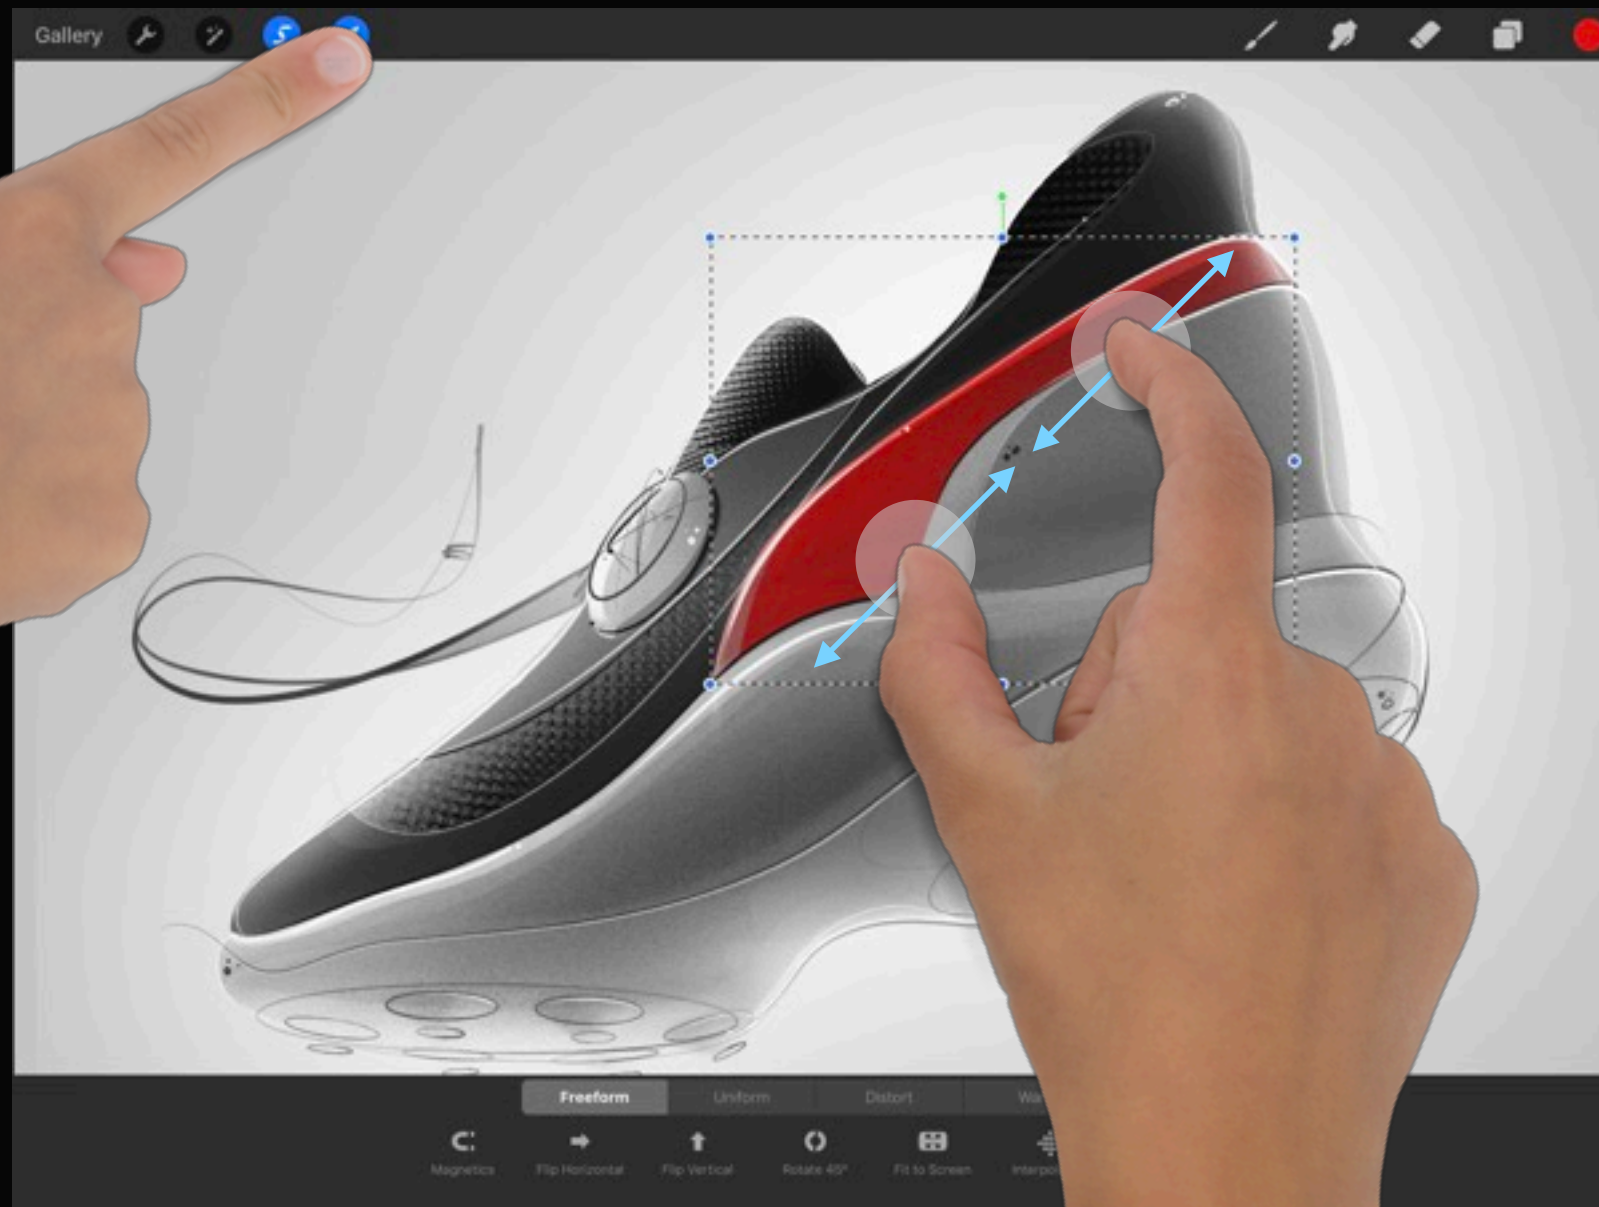 Gallery
Freeform Uniform Distort
Magnetics Flip Horizontal Flip Vertical Rotate 45° Fit to Screen